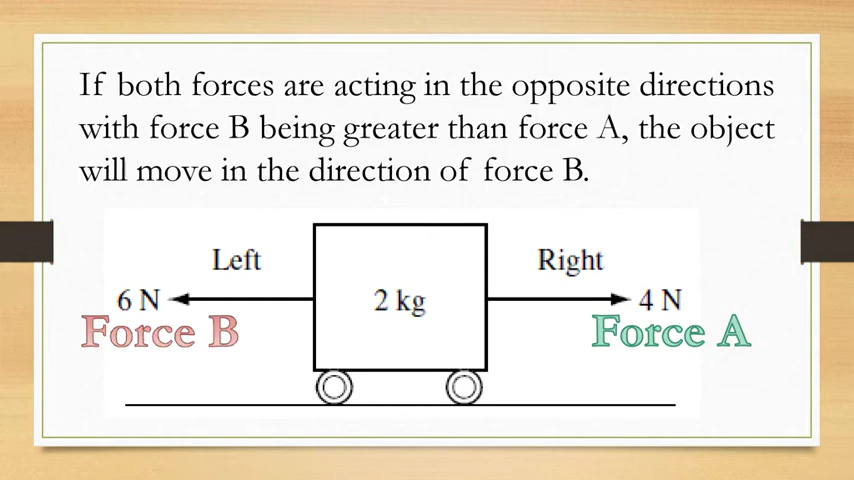 If both forces are acting in the opposite directions
with force B being greater than force A, the object
will move in the direction of force B.
Left
Right
6 N
2 kg
4 N
Force B
Force A